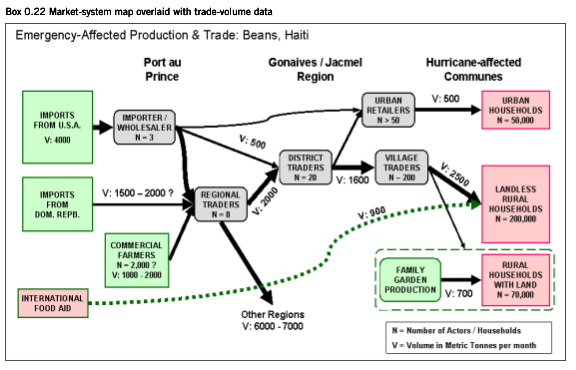 Box 0.22 Market-system map overlaid with trade-volume data
Emergency-Affected Production & Trade: Beans, Haiti
Port au
Prince
Gonaives / Jacmel
Region
Hurricane-affected
Communes
IMPORTS
FROM U.S.A.
V: 4000
IMPORTER /
WHOLESALER
N = 3
URBAN
RETAILERS
N > 50
V: 500
URBAN
HOUSEHOLDS
N = 50,000
V: 500
DISTRICT
TRADERS
N = 20
V: 1600
VILLAGE
TRADERS
N ~ 200
V: 2500
LANDLESS
RURAL
HOUSEHOLDS
N = 200,000
IMPORTS
FROM
DOM. REPB.
V: 1500 – 2000 ?
REGIONAL
TRADERS
N = 8
V: 2000
V: 900
COMMERCIAL
FARMERS
N = 2,000 ?
V: 1000 - 2000
FAMILY
GARDEN
PRODUCTION
V: 700
RURAL
HOUSEHOLDS
WITH LAND
N = 70,000
INTERNATIONAL
FOOD AID
Other Regions
V: 6000 - 7000
N = Number of Actors / Households
V = Volume in Metric Tonnes per month